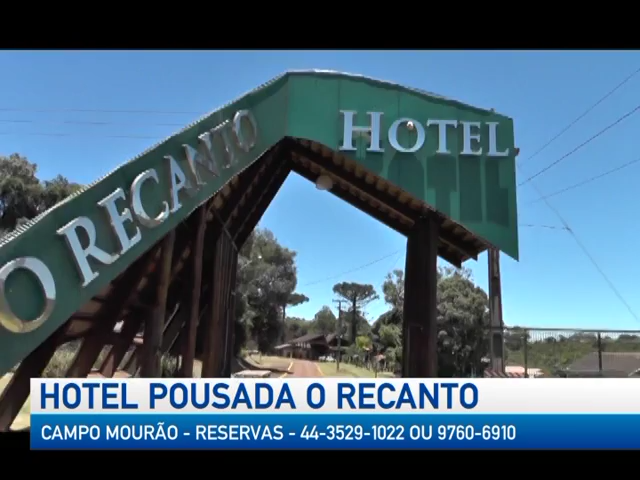 O RECANTO
HOTEL
HOTEL POUSADA O RECANTO
CAMPO MOURÃO - RESERVAS - 44-3529-1022 OU 9760-6910